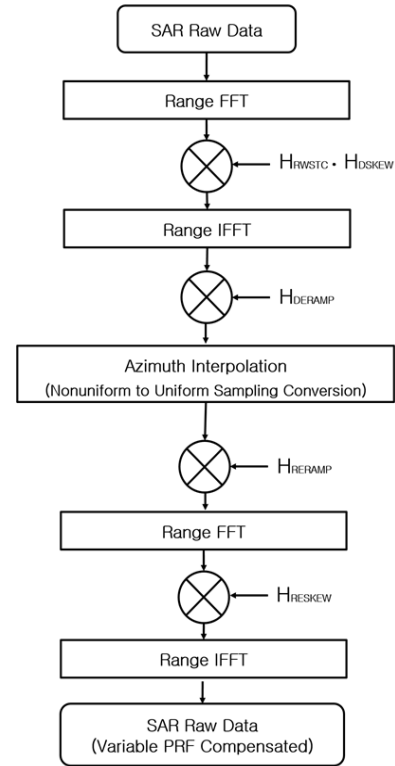 SAR Raw Data
Range FFT
HRWSTC · HDSKEW
Range IFFT
HDERAMP
Azimuth Interpolation
(Nonuniform to Uniform Sampling Conversion)
HRERAMP
Range FFT
HRESKEW
Range IFFT
SAR Raw Data
(Variable PRF Compensated)